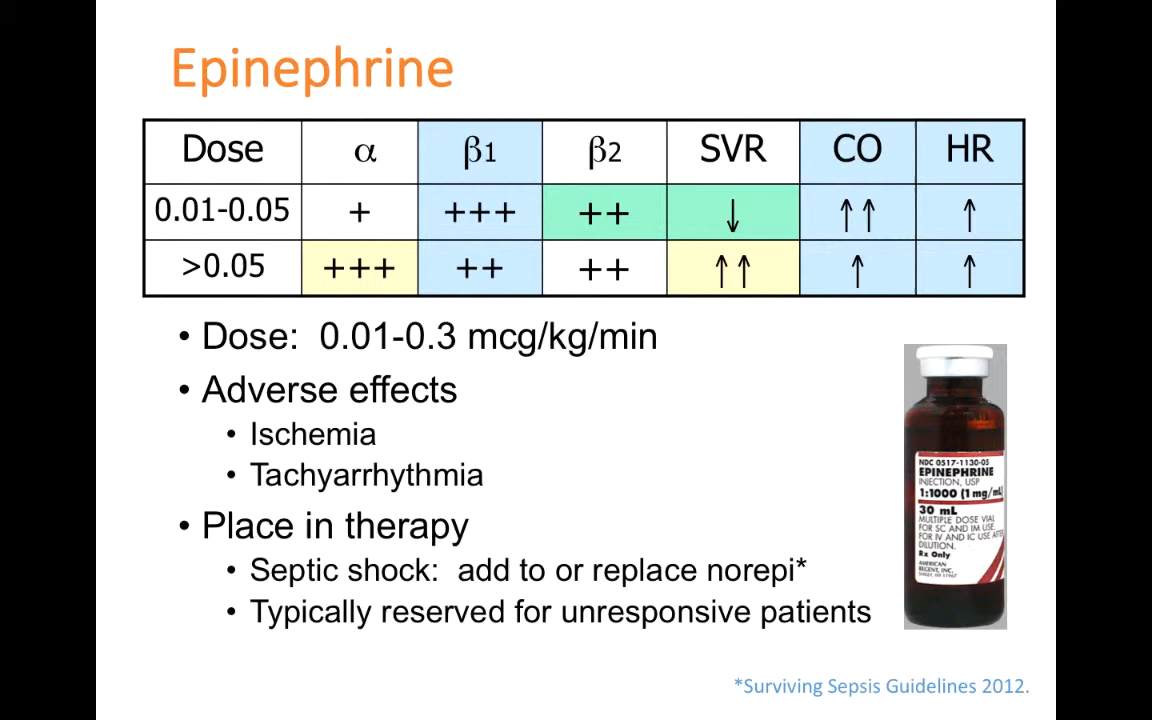 Epinephrine
Dose α β1 β2 SVR CO HR
0.01-0.05 + +++ ++ ↓ ↑↑ ↑
>0.05 +++ ++ ++ ↑↑ ↑ ↑
• Dose: 0.01-0.3 mcg/kg/min
• Adverse effects
• Ischemia
• Tachyarrhythmia
• Place in therapy
• Septic shock: add to or replace norepi*
• Typically reserved for unresponsive patients
NDC 0517-1130-05
EPINEPHRINE
INJECTION, USP
1:1000 (1 mg/mL)
30 mL
MULTIPLE DOSE VIAL
FOR SC AND IM USE.
FOR IV AND IC USE AFTER
DILUTION.
Rx Only
AMERICAN
REGENT, INC.
SHIRLEY, NY 11967
*Surviving Sepsis Guidelines 2012.